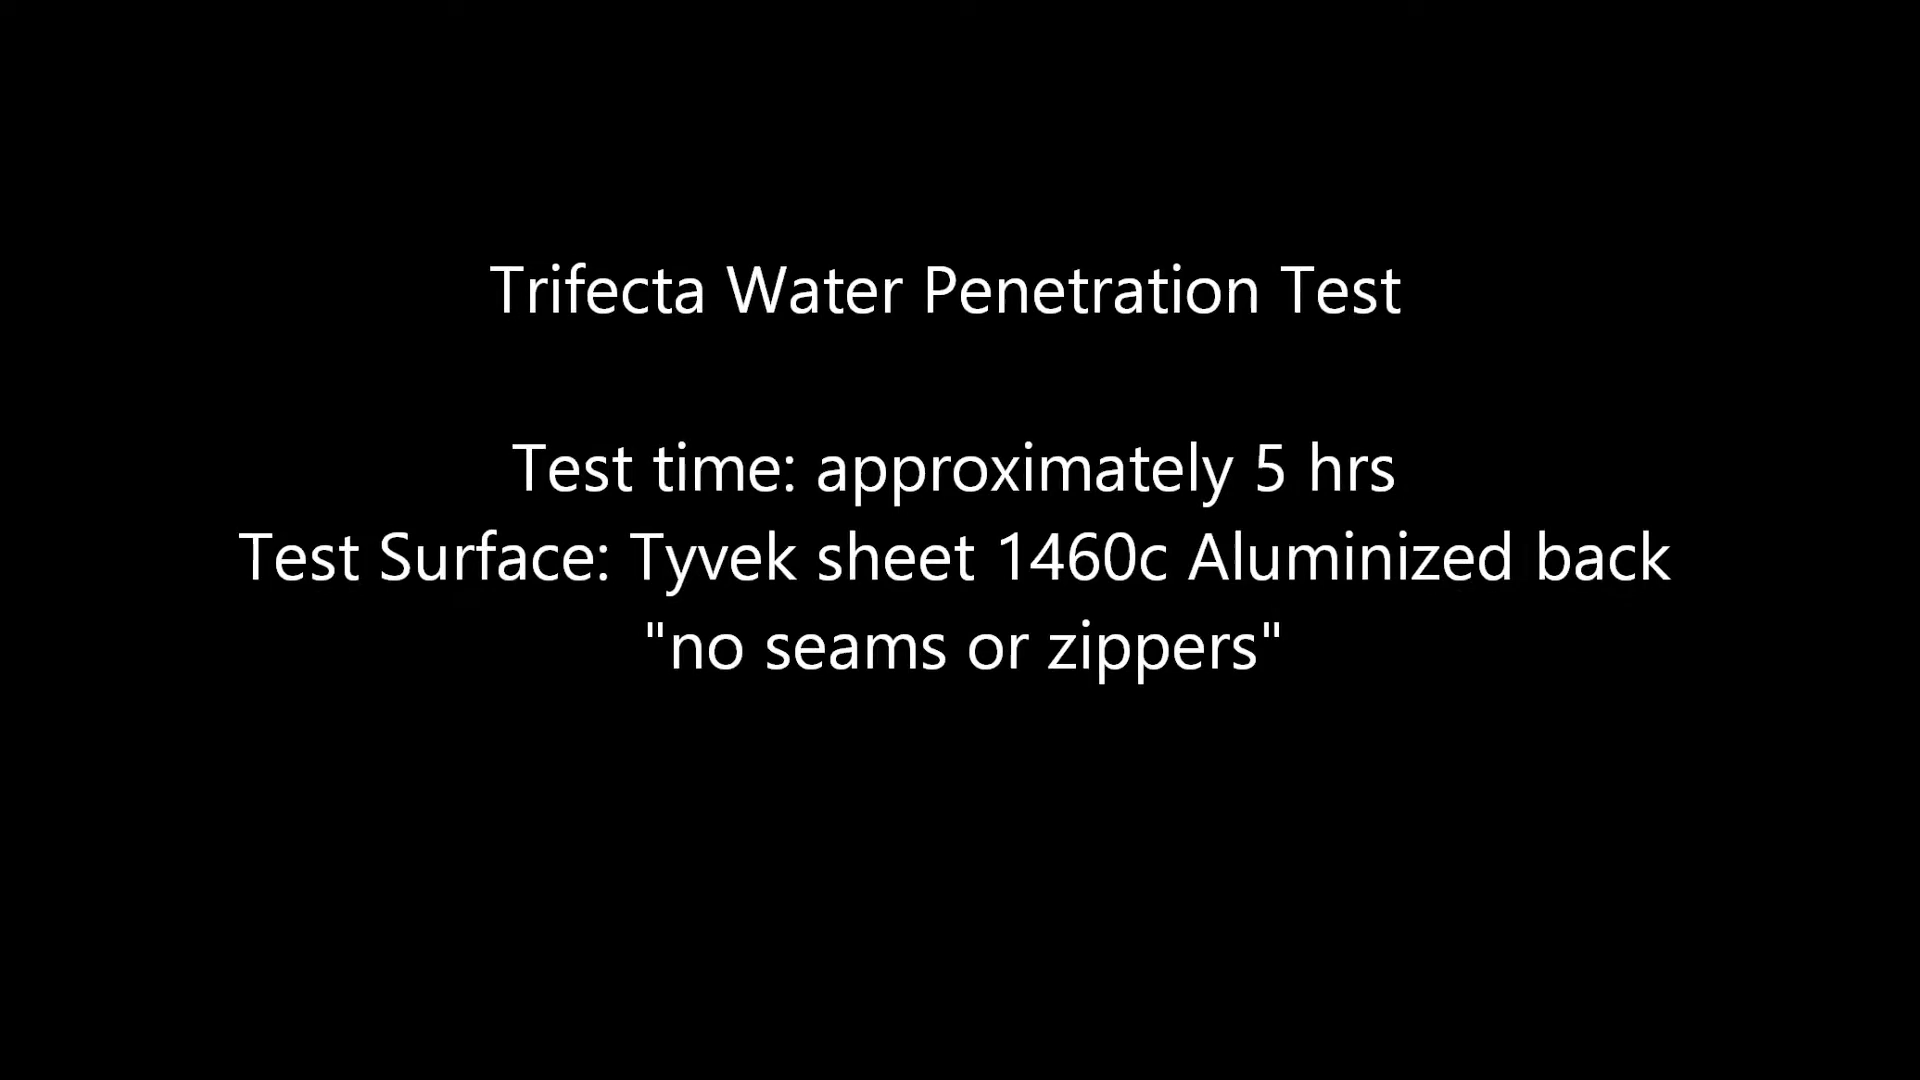 Trifecta Water Penetration Test
Test time: approximately 5 hrs
Test Surface: Tyvek sheet 1460c Aluminized back
"no seams or zippers"